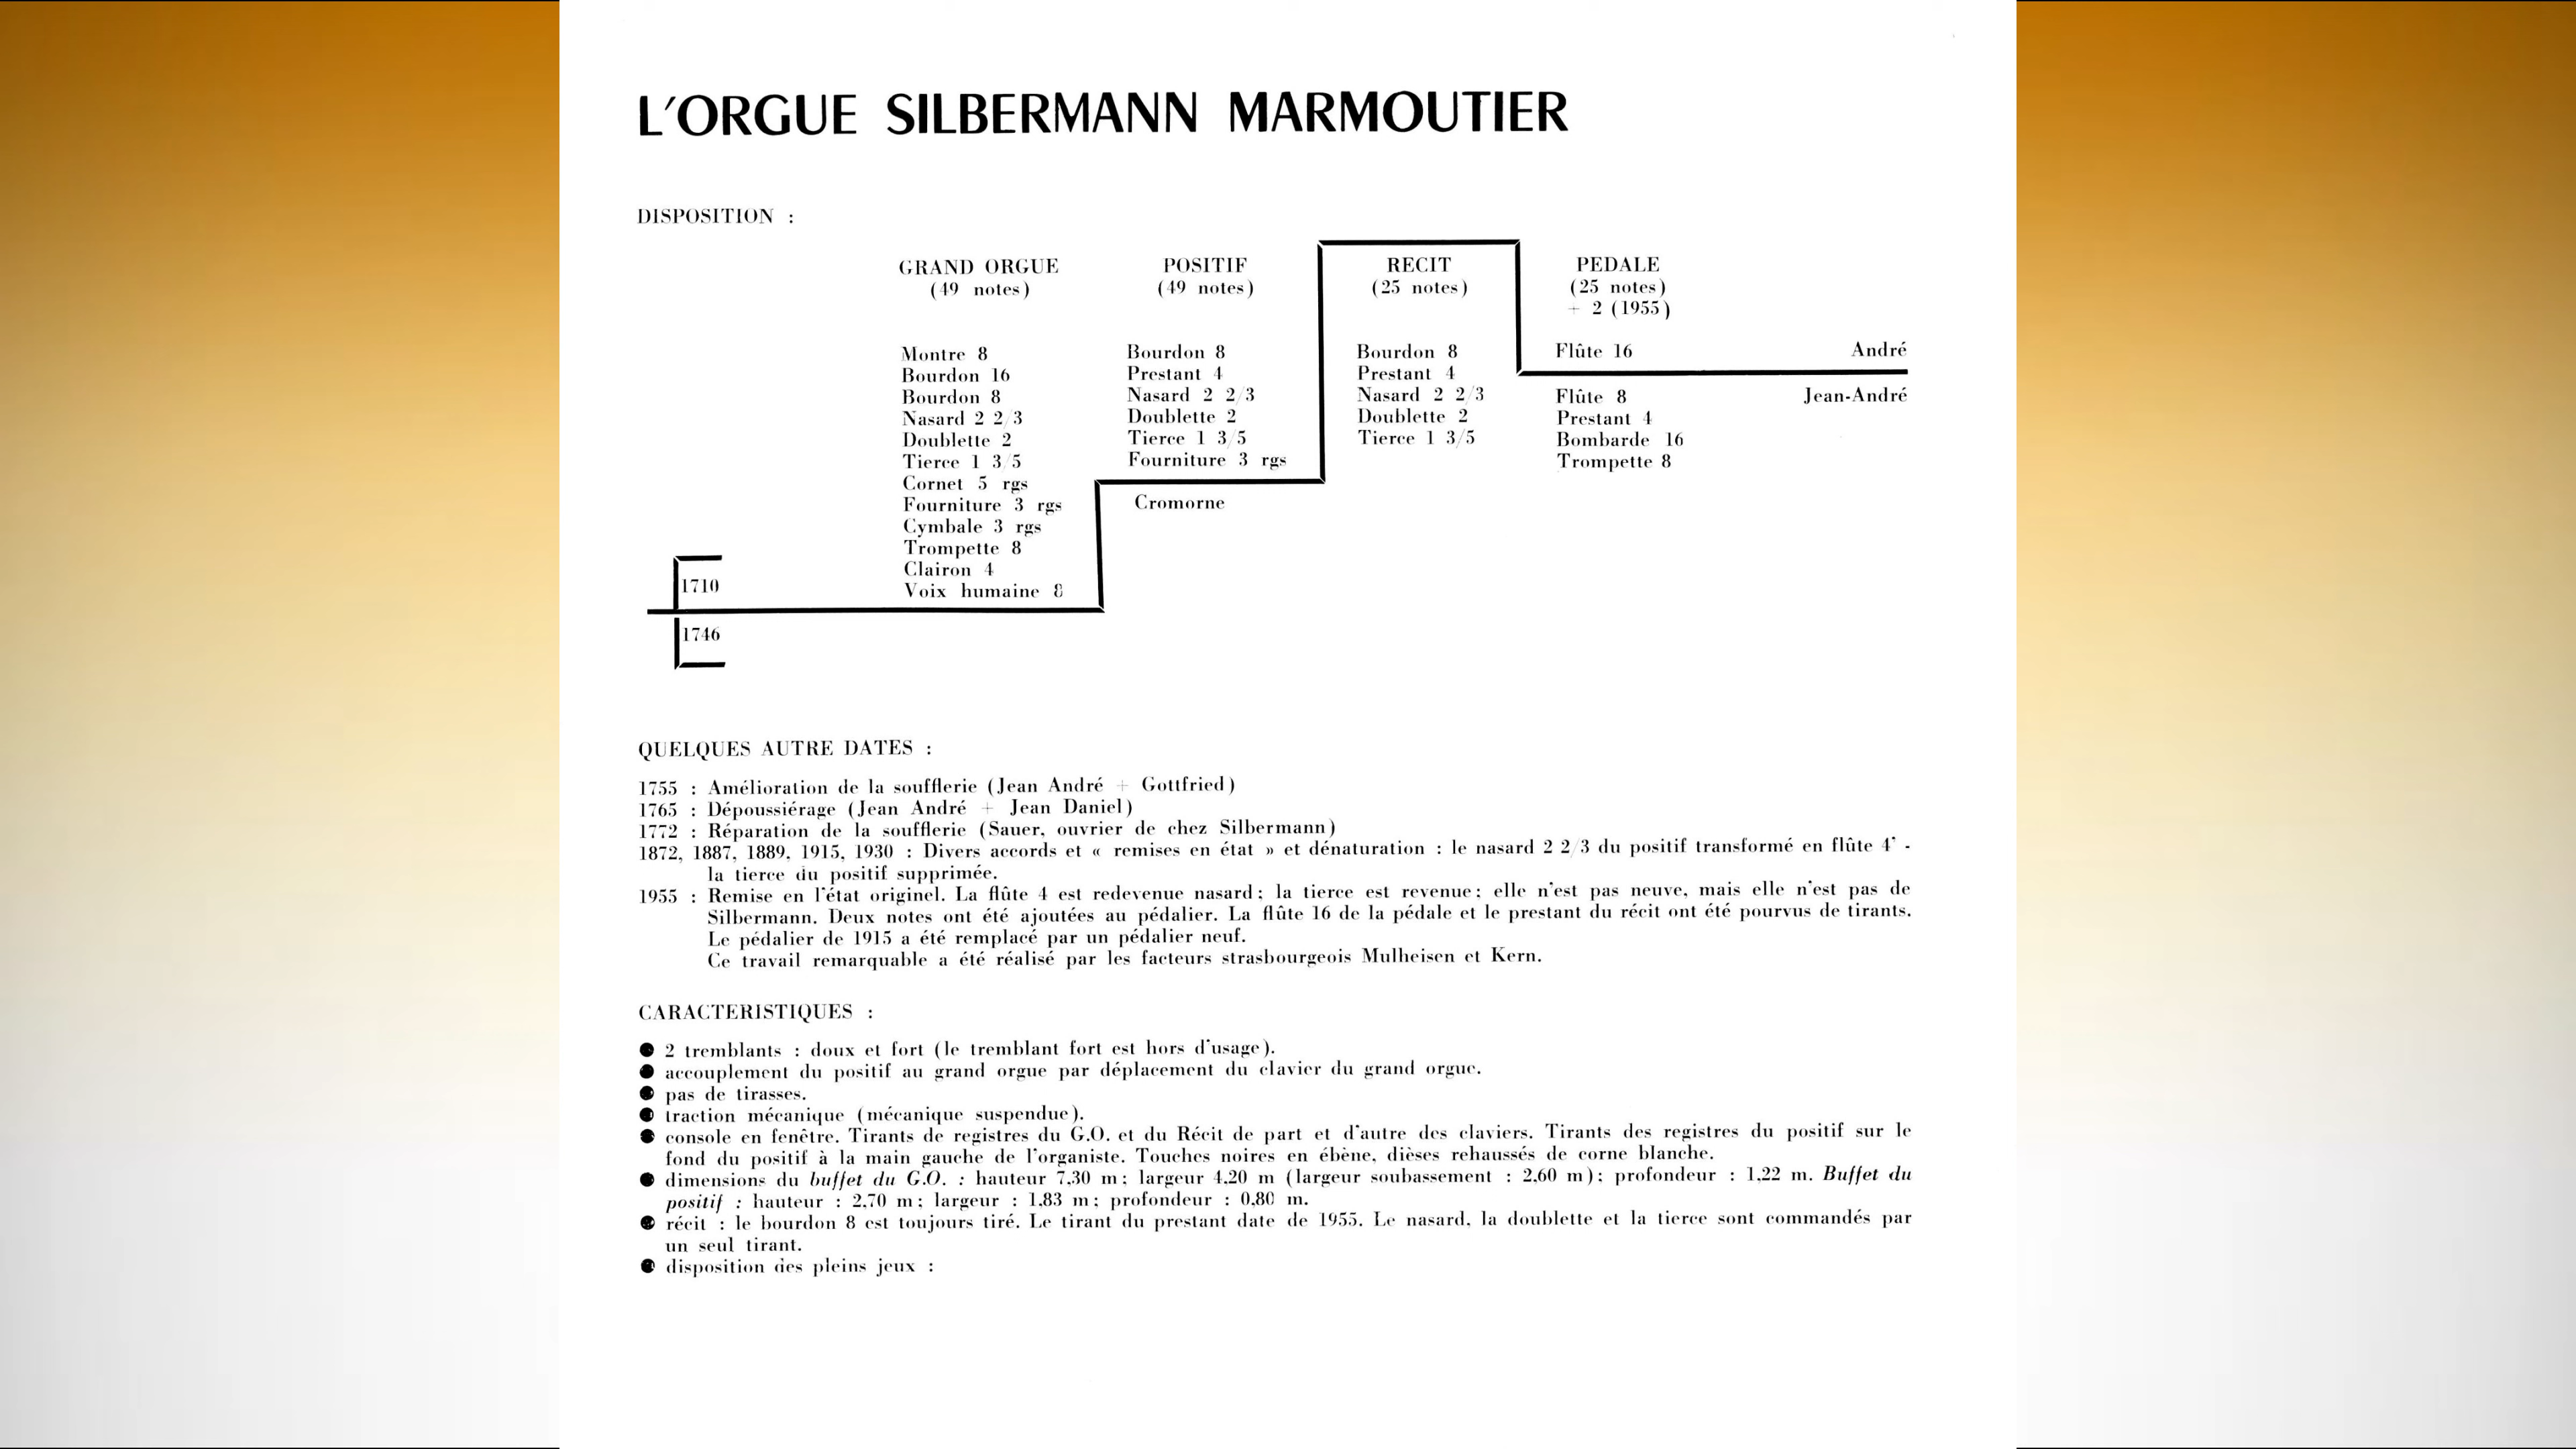 L'ORGUE SILBERMANN MARMOUTIER
DISPOSITION :
GRAND ORGUE
(49 notes)
Montre 8
Bourdon 16
Bourdon 8
Nasard 2 2/3
Doublette 2
Tierce 1 3/5
Cornet 5 rgs
Fourniture 3 rgs
Cymbale 3 rgs
Trompette 8
Clairon 4
Voix humaine 8
POSITIF
(49 notes)
Bourdon 8
Prestant 4
Nasard 2 2/3
Doublette 2
Tierce 1 3/5
Fourniture 3 rgs
Cromorne
RECIT
(25 notes)
Bourdon 8
Prestant 4
Nasard 2 2/3
Doublette 2
Tierce 1 3/5
PEDALE
(25 notes)
+ 2 (1955)
Flûte 16
Flûte 8
Prestant 4
Bombarde 16
Trompette 8
André
Jean-André
1710
1746
QUELQUES AUTRE DATES :
1755 : Amélioration de la soufflerie (Jean André + Gottfried)
1765 : Dépoussiérage (Jean André + Jean Daniel)
1772 : Réparation de la soufflerie (Sauer, ouvrier de chez Silbermann)
1872, 1887, 1889, 1915, 1930 : Divers accords et « remises en état » et dénaturation : le nasard 2 2/3 du positif transformé en flûte 4' -
la tierce du positif supprimée.
1955 : Remise en l'état originel. La flûte 4 est redevenue nasard ; la tierce est revenue ; elle n'est pas neuve, mais elle n'est pas de
Silbermann. Deux notes ont été ajoutées au pédalier. La flûte 16 de la pédale et le prestant du récit ont été pourvus de tirants.
Le pédalier de 1915 a été remplacé par un pédalier neuf.
Ce travail remarquable a été réalisé par les facteurs strasbourgeois Mulheisen et Kern.
CARACTERISTIQUES :
● 2 tremblants : doux et fort (le tremblant fort est hors d'usage).
● accouplement du positif au grand orgue par déplacement du clavier du grand orgue.
● pas de tirasses.
● traction mécanique (mécanique suspendue).
● console en fenêtre. Tirants de registres du G.O. et du Récit de part et d'autre des claviers. Tirants des registres du positif sur le
fond du positif à la main gauche de l'organiste. Touches noires en ébène, dièses rehaussés de corne blanche.
● dimensions du buffet du G.O. : hauteur 7,30 m ; largeur 4,20 m (largeur soubassement : 2,60 m) ; profondeur : 1,22 m. Buffet du
positif : hauteur : 2,70 m ; largeur : 1,83 m ; profondeur : 0,80 m.
● récit : le bourdon 8 est toujours tiré. Le tirant du prestant date de 1955. Le nasard, la doublette et la tierce sont commandés par
un seul tirant.
● disposition des pleins jeux :